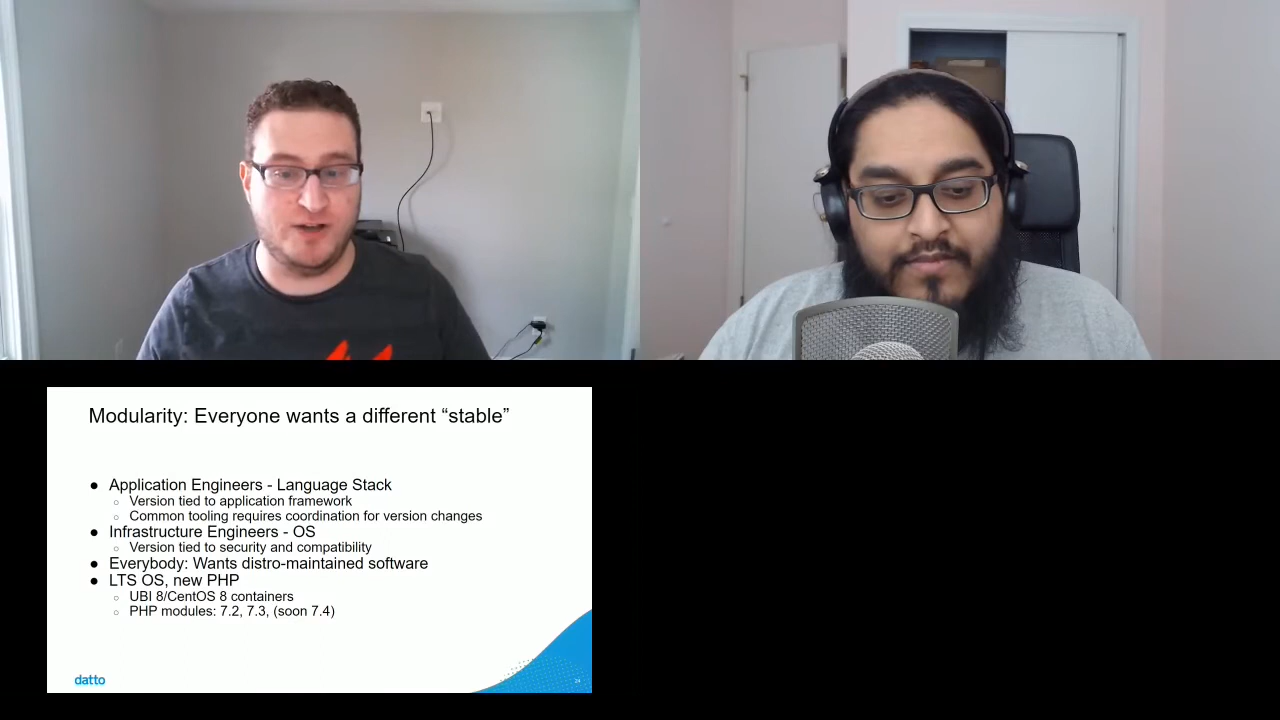 Modularity: Everyone wants a different “stable”
● Application Engineers - Language Stack
○ Version tied to application framework
○ Common tooling requires coordination for version changes
● Infrastructure Engineers - OS
○ Version tied to security and compatibility
● Everybody: Wants distro-maintained software
● LTS OS, new PHP
○ UBI 8/CentOS 8 containers
○ PHP modules: 7.2, 7.3, (soon 7.4)
datto